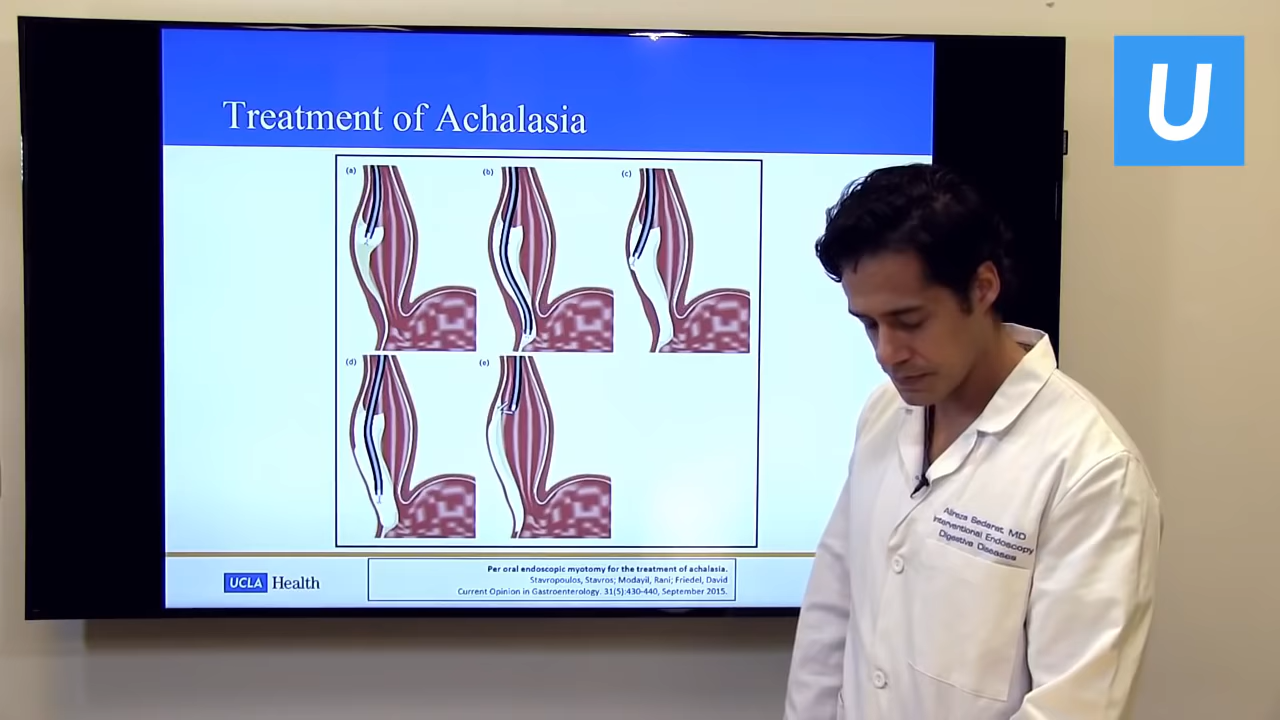 U
Treatment of Achalasia
(a)
(b)
(c)
(d)
(e)
UCLA Health
Per oral endoscopic myotomy for the treatment of achalasia.
Stavropoulos, Stavros; Modayil, Rani; Friedel, David
Current Opinion in Gastroenterology. 31(5):430-440, September 2015.
Alireza Sedarat, MD
Interventional Endoscopy
Digestive Diseases